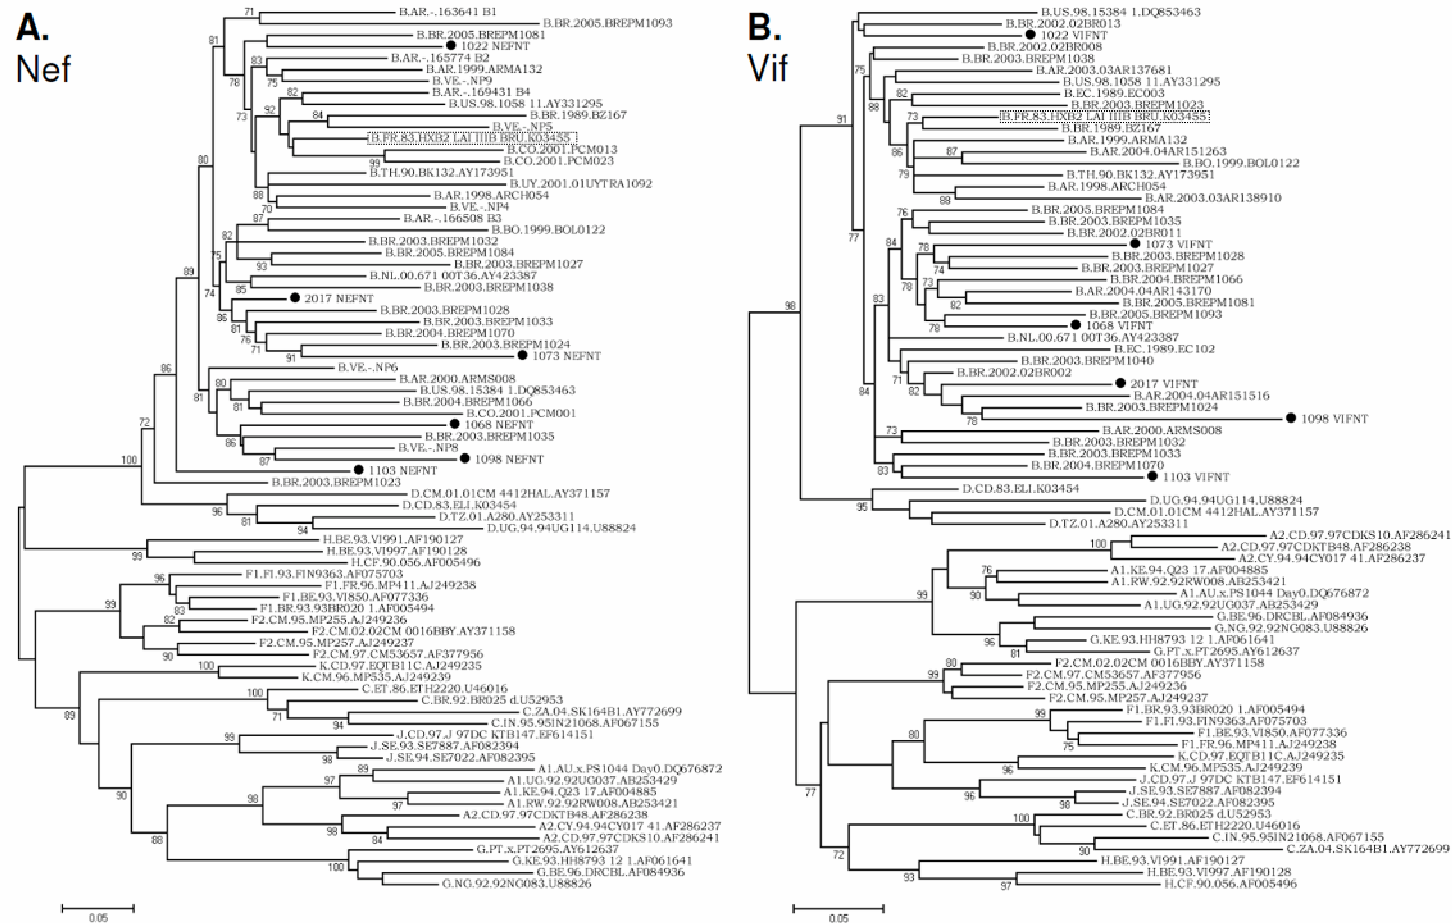 A.
Nef
B.AR.-.163641 B1
B.BR.2005.BREPM1093
B.BR.2005.BREPM1081
1022 NEFNT
B.AR.-.165774 B2
B.AR.1999.ARMA132
B.VE.-.NP9
B.AR.-.169431 B4
B.US.98.1058 11.AY331295
B.BR.1989.BZ167
B.VE.-.NP5
B.FR.83.HXB2 LAI IIIB BRU.K03455
B.CO.2001.PCM013
B.CO.2001.PCM023
B.TH.90.BK132.AY173951
B.UY.2001.01UYTRA1092
B.AR.1998.ARCH054
B.VE.-.NP4
B.AR.-.166508 B3
B.BO.1999.BOL0122
B.BR.2003.BREPM1032
B.BR.2005.BREPM1084
B.BR.2003.BREPM1027
B.NL.00.671 00T36.AY423387
B.BR.2003.BREPM1038
2017 NEFNT
B.BR.2003.BREPM1028
B.BR.2003.BREPM1033
B.BR.2004.BREPM1070
B.BR.2003.BREPM1024
1073 NEFNT
B.VE.-.NP6
B.AR.2000.ARMS008
B.US.98.15384 1.DQ853463
B.BR.2004.BREPM1066
B.CO.2001.PCM001
1068 NEFNT
B.BR.2003.BREPM1035
B.VE.-.NP8
1098 NEFNT
1103 NEFNT
B.BR.2003.BREPM1023
D.CM.01.01CM 4412HAL.AY371157
D.CD.83.ELI.K03454
D.TZ.01.A280.AY253311
D.UG.94.94UG114.U88824
H.BE.93.VI991.AF190127
H.BE.93.VI997.AF190128
H.CF.90.056.AF005496
F1.FI.93.FIN9363.AF075703
F1.FR.96.MP411.AJ249238
F1.BE.93.VI850.AF077336
F1.BR.93.93BR020 1.AF005494
F2.CM.95.MP255.AJ249236
F2.CM.02.02CM 0016BBY.AY371158
F2.CM.95.MP257.AJ249237
F2.CM.97.CM53657.AF377956
K.CD.97.EQTB11C.AJ249235
K.CM.96.MP535.AJ249239
C.ET.86.ETH2220.U46016
C.BR.92.BR025 d.U52953
C.ZA.04.SK164B1.AY772699
C.IN.95.95IN21068.AF067155
J.CD.97.J 97DC KTB147.EF614151
J.SE.93.SE7887.AF082394
J.SE.94.SE7022.AF082395
A1.AU.x.PS1044 Day0.DQ676872
A1.UG.92.92UG037.AB253429
A1.KE.94.Q23 17.AF004885
A1.RW.92.92RW008.AB253421
A2.CD.97.97CDKTB48.AF286238
A2.CY.94.94CY017 41.AF286237
A2.CD.97.97CDKS10.AF286241
G.PT.x.PT2695.AY612637
G.KE.93.HH8793 12 1.AF061641
G.BE.96.DRCBL.AF084936
G.NG.92.92NG083.U88826
0.05
B.
Vif
B.US.98.15384 1.DQ853463
B.BR.2002.02BR013
1022 VIFNT
B.BR.2002.02BR008
B.BR.2003.BREPM1038
B.AR.2003.03AR137681
B.US.98.1058 11.AY331295
B.EC.1989.EC003
B.BR.2003.BREPM1023
B.FR.83.HXB2 LAI IIIB BRU.K03455
B.BR.1989.BZ167
B.AR.1999.ARMA132
B.AR.2004.04AR151263
B.BO.1999.BOL0122
B.TH.90.BK132.AY173951
B.AR.1998.ARCH054
B.AR.2003.03AR138910
B.BR.2005.BREPM1084
B.BR.2003.BREPM1035
B.BR.2002.02BR011
1073 VIFNT
B.BR.2003.BREPM1028
B.BR.2003.BREPM1027
B.BR.2004.BREPM1066
B.AR.2004.04AR143170
B.BR.2005.BREPM1081
B.BR.2005.BREPM1093
1068 VIFNT
B.NL.00.671 00T36.AY423387
B.EC.1989.EC102
B.BR.2003.BREPM1040
B.BR.2002.02BR002
2017 VIFNT
B.AR.2004.04AR151516
B.BR.2003.BREPM1024
1098 VIFNT
B.AR.2000.ARMS008
B.BR.2003.BREPM1032
B.BR.2003.BREPM1033
B.BR.2004.BREPM1070
1103 VIFNT
D.CD.83.ELI.K03454
D.UG.94.94UG114.U88824
D.CM.01.01CM 4412HAL.AY371157
D.TZ.01.A280.AY253311
A2.CD.97.97CDKS10.AF286241
A2.CD.97.97CDKTB48.AF286238
A2.CY.94.94CY017 41.AF286237
A1.KE.94.Q23 17.AF004885
A1.RW.92.92RW008.AB253421
A1.AU.x.PS1044 Day0.DQ676872
A1.UG.92.92UG037.AB253429
G.BE.96.DRCBL.AF084936
G.NG.92.92NG083.U88826
G.KE.93.HH8793 12 1.AF061641
G.PT.x.PT2695.AY612637
F2.CM.02.02CM 0016BBY.AY371158
F2.CM.97.CM53657.AF377956
F2.CM.95.MP255.AJ249236
F2.CM.95.MP257.AJ249237
F1.BR.93.93BR020 1.AF005494
F1.FI.93.FIN9363.AF075703
F1.BE.93.VI850.AF077336
F1.FR.96.MP411.AJ249238
K.CD.97.EQTB11C.AJ249235
K.CM.96.MP535.AJ249239
J.CD.97.J 97DC KTB147.EF614151
J.SE.93.SE7887.AF082394
J.SE.94.SE7022.AF082395
C.BR.92.BR025 d.U52953
C.ET.86.ETH2220.U46016
C.IN.95.95IN21068.AF067155
C.ZA.04.SK164B1.AY772699
H.BE.93.VI991.AF190127
H.BE.93.VI997.AF190128
H.CF.90.056.AF005496
0.05